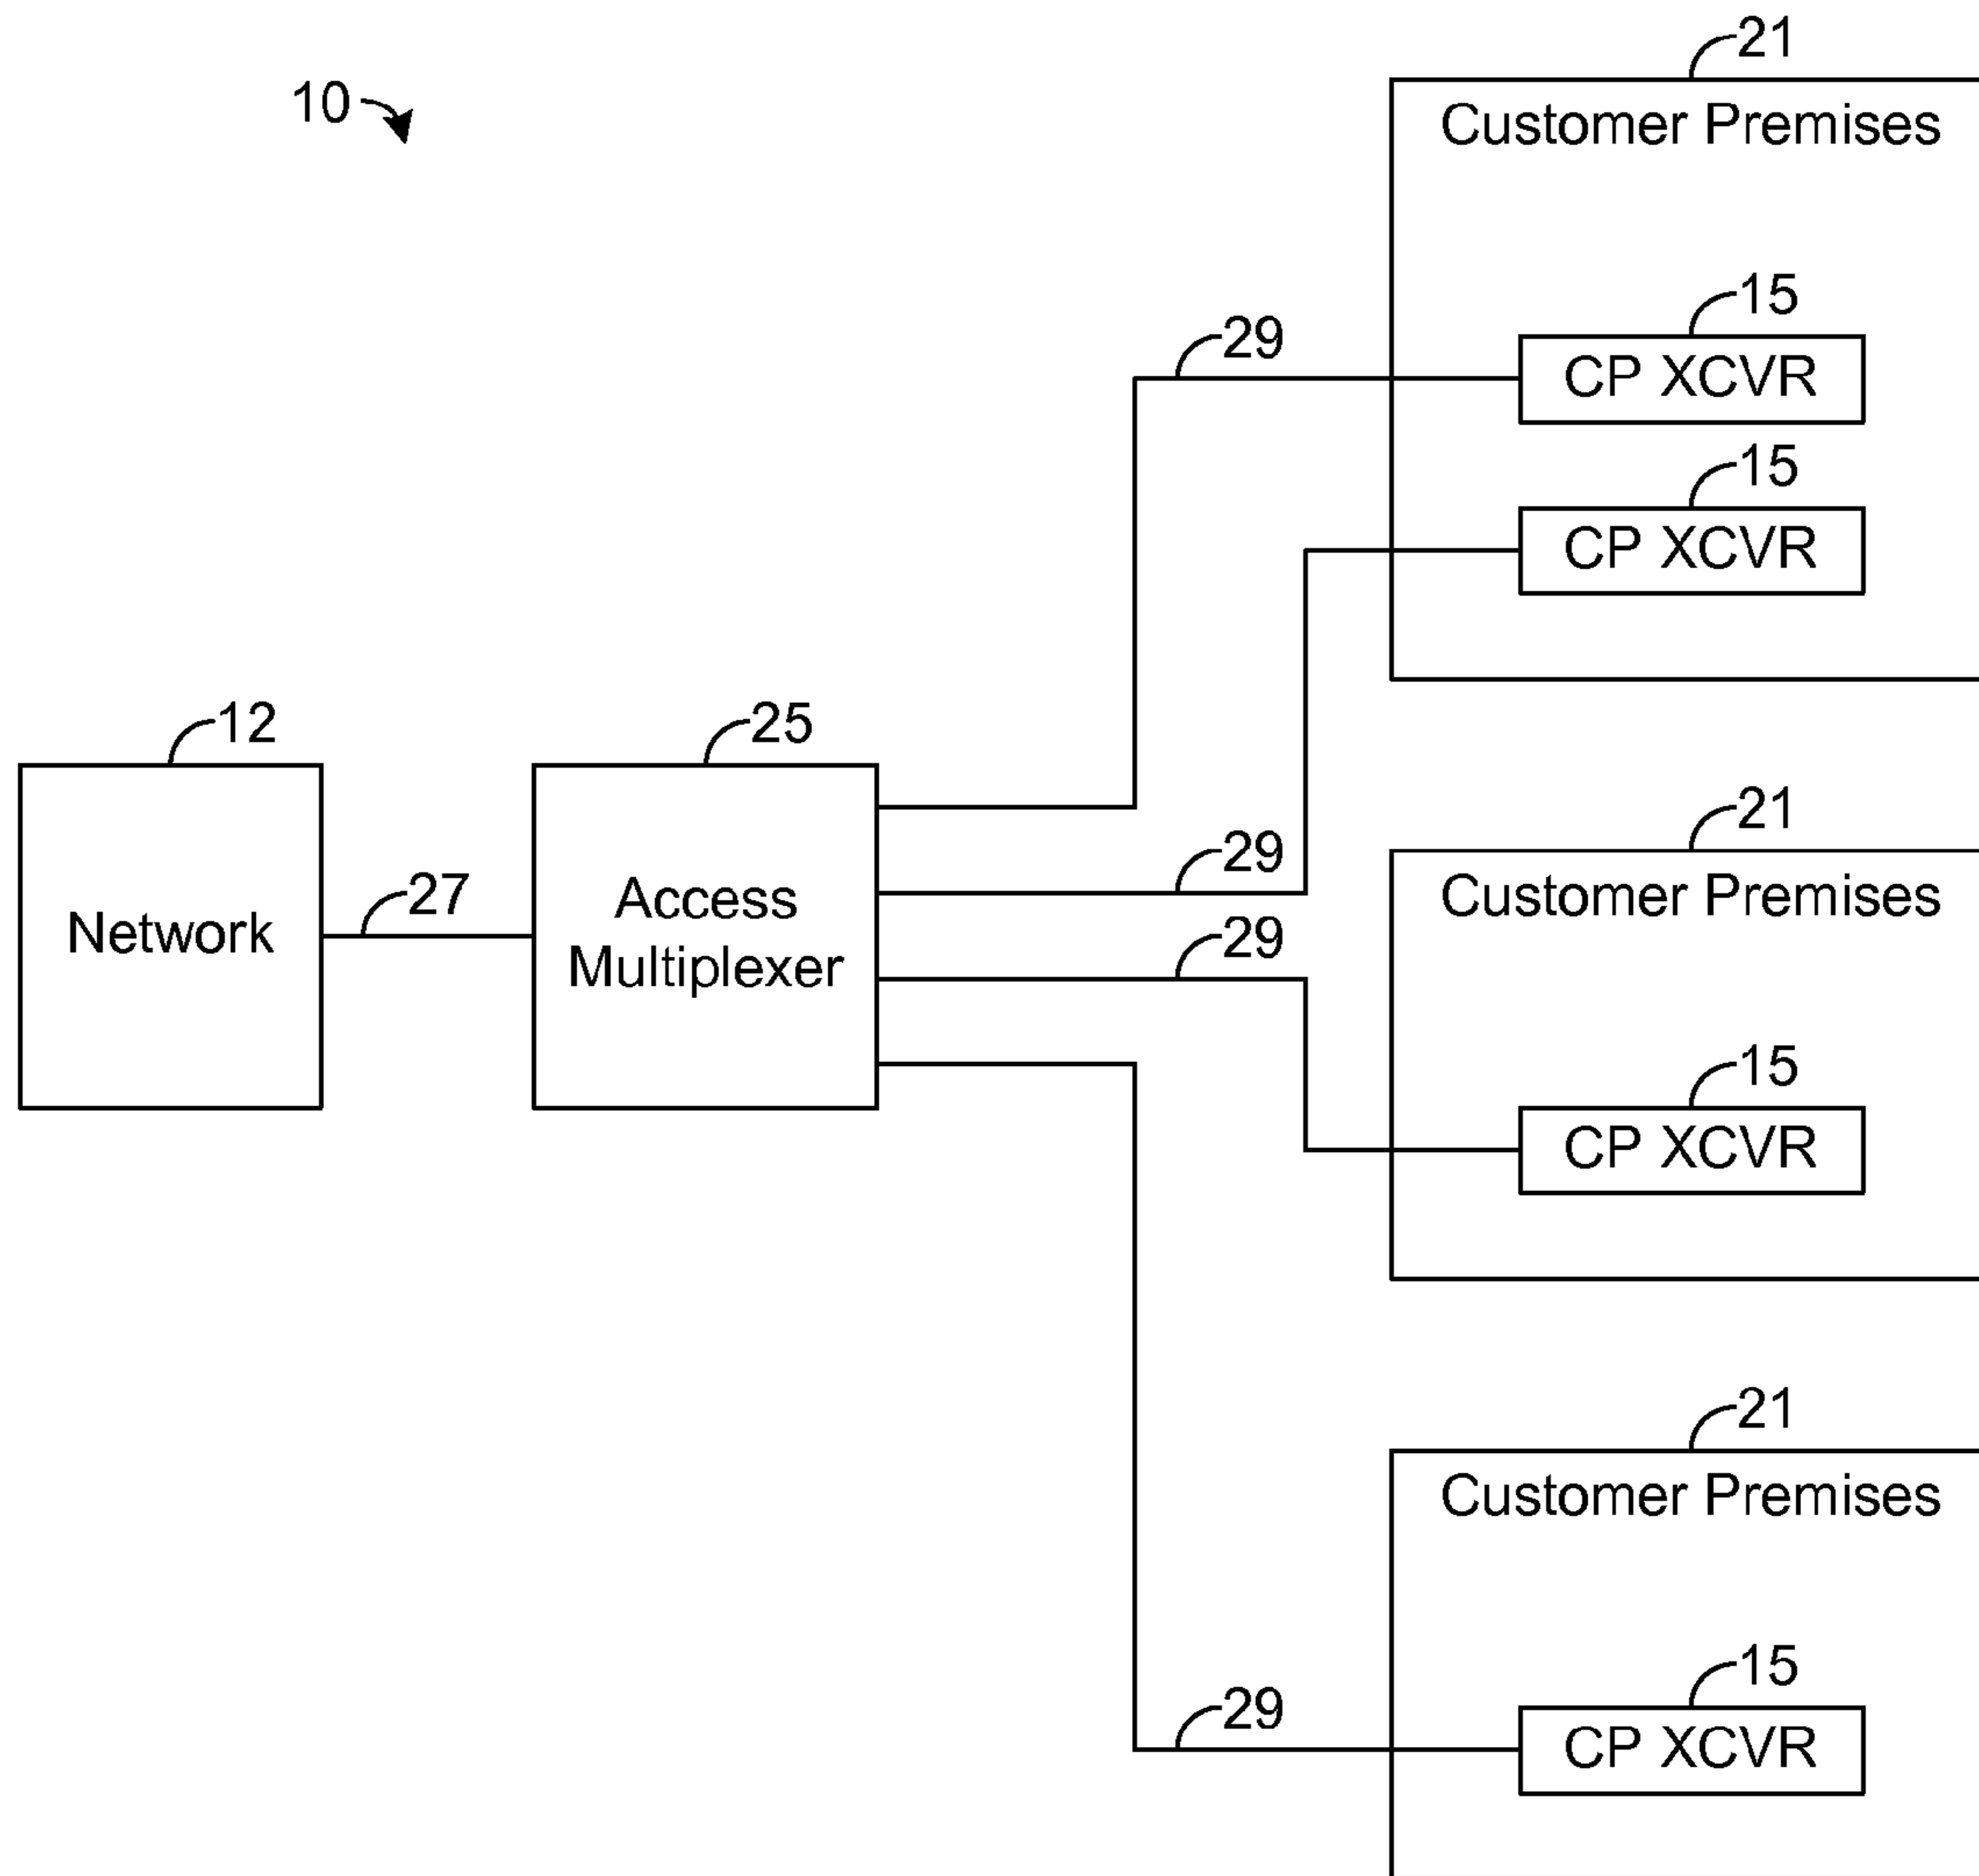 21
10
Customer Premises
15
29
CP XCVR
15
CP XCVR
12
25
21
29
27
Access
Multiplexer
Network
Customer Premises
29
15
CP XCVR
21
Customer Premises
15
29
CP XCVR